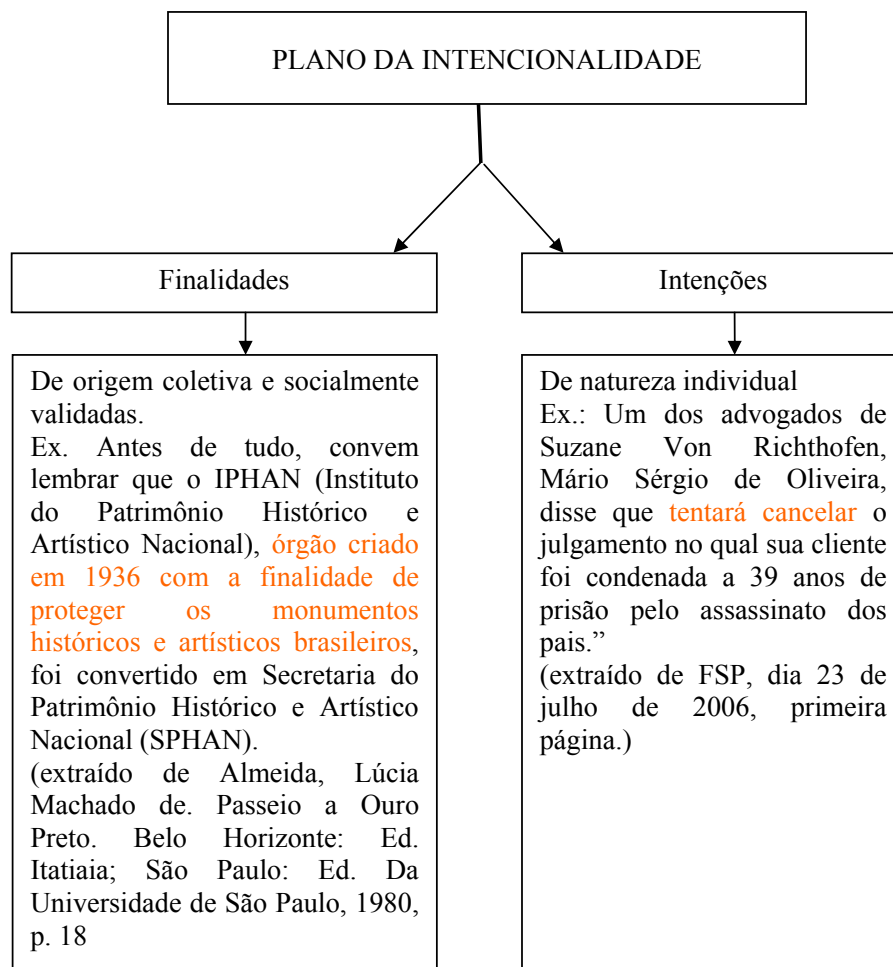 PLANO DA INTENCIONALIDADE
Finalidades
De origem coletiva e socialmente
validadas.
Ex. Antes de tudo, convem
lembrar que o IPHAN (Instituto
do Patrimônio Histórico e
Artístico Nacional), órgão criado
em 1936 com a finalidade de
proteger os monumentos
históricos e artísticos brasileiros,
foi convertido em Secretaria do
Patrimônio Histórico e Artístico
Nacional (SPHAN).
(extraído de Almeida, Lúcia
Machado de. Passeio a Ouro
Preto. Belo Horizonte: Ed.
Itatiaia; São Paulo: Ed. Da
Universidade de São Paulo, 1980,
p. 18
Intenções
De natureza individual
Ex.: Um dos advogados de
Suzane Von Richthofen,
Mário Sérgio de Oliveira,
disse que tentará cancelar o
julgamento no qual sua cliente
foi condenada a 39 anos de
prisão pelo assassinato dos
pais.”
(extraído de FSP, dia 23 de
julho de 2006, primeira
página.)